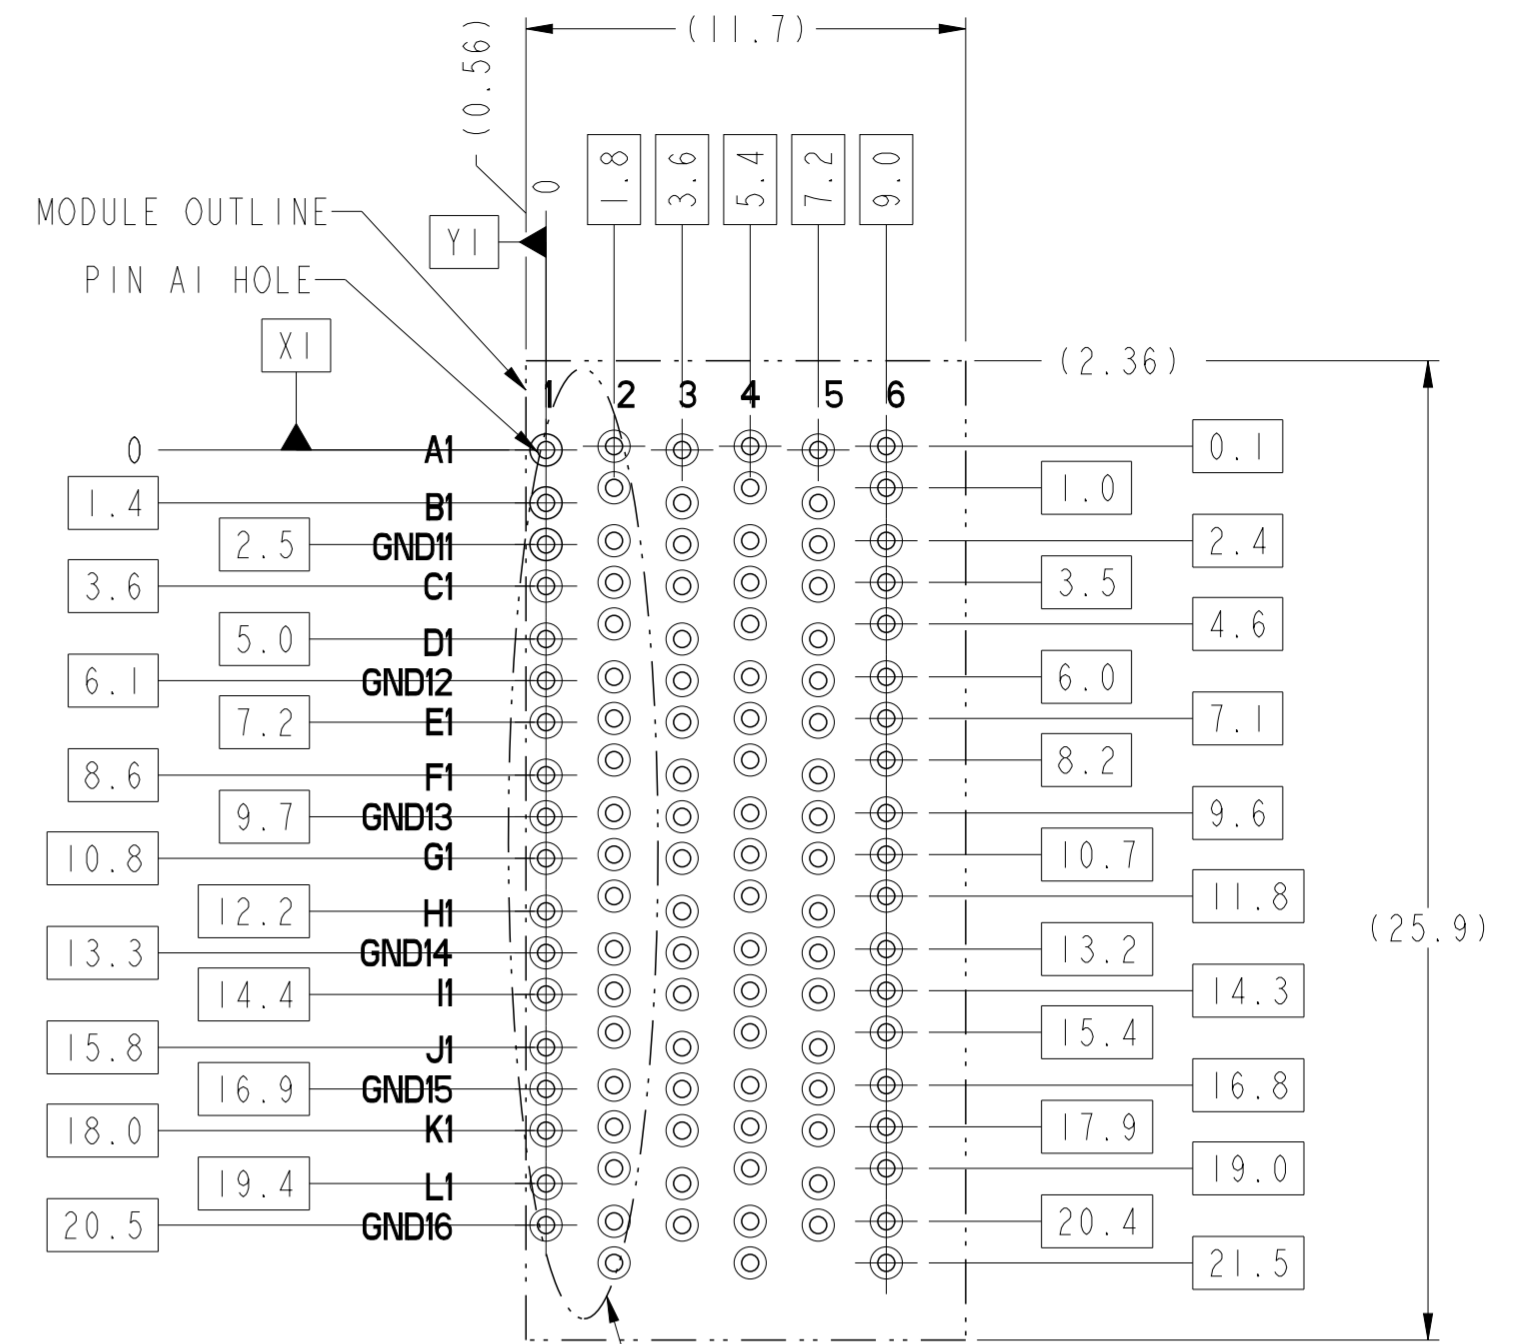 (11.7)
(0.56)
0
1.8
3.6
5.4
7.2
9.0
MODULE OUTLINE
Y1
PIN A1 HOLE
X1
(2.36)
1 2 3 4 5 6
0 A1 0.1
1.0
1.4 B1
2.5 GND11 2.4
3.6 C1 3.5
4.6
5.0 D1
6.1 GND12 6.0
7.2 E1 7.1
8.2
8.6 F1
9.7 GND13 9.6
10.8 G1 10.7
11.8
12.2 H1
(25.9)
13.3 GND14 13.2
14.4 I1 14.3
15.4
15.8 J1
16.9 GND15 16.8
18.0 K1 17.9
19.0
19.4 L1
20.5 GND16 20.4
21.5